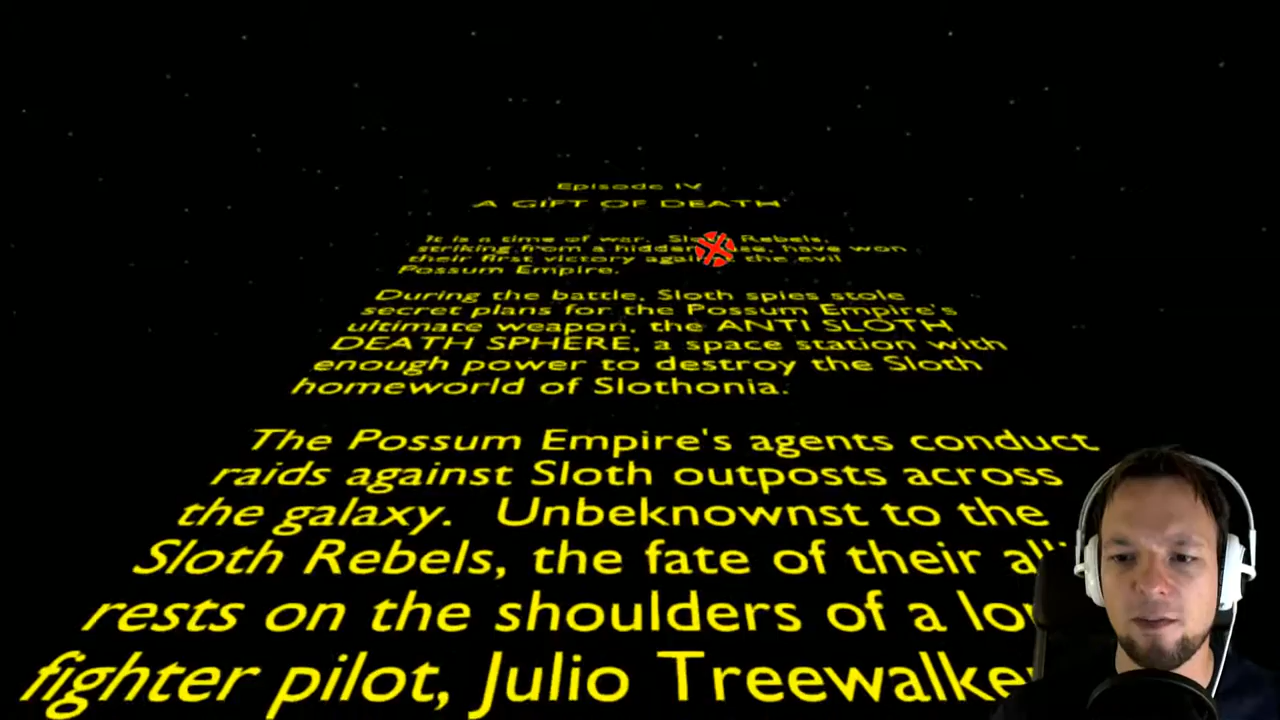 Episode IV
A GIFT OF DEATH
It is a time of war. Sloth Rebels,
striking from a hidden base, have won
their first victory against the evil
Possum Empire.
During the battle, Sloth spies stole
secret plans for the Possum Empire's
ultimate weapon, the ANTI SLOTH
DEATH SPHERE, a space station with
enough power to destroy the Sloth
homeworld of Slothonia.
The Possum Empire's agents conduct
raids against Sloth outposts across
the galaxy. Unbeknownst to the
Sloth Rebels, the fate of their
rests on the shoulders of a
fighter pilot, Julio Treewalker